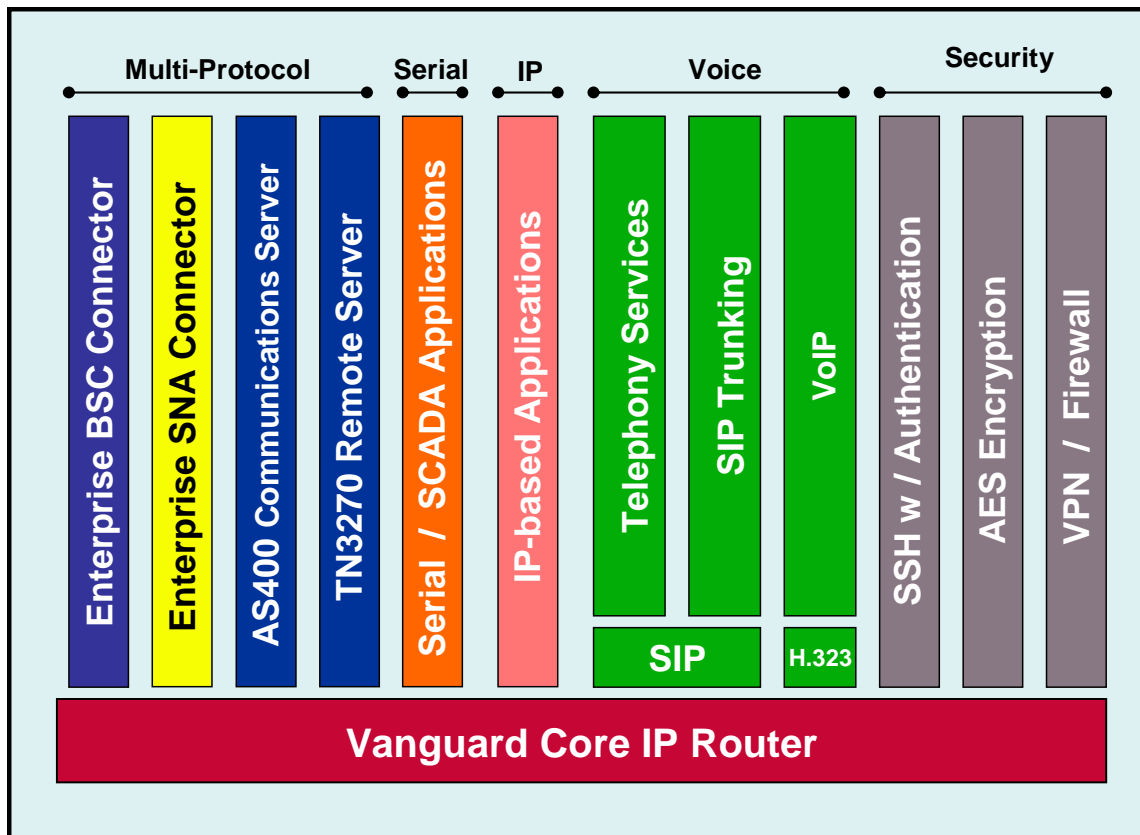 Multi-Protocol
Serial
IP
Voice
Security
Enterprise BSC Connector
Enterprise SNA Connector
AS400 Communications Server
TN3270 Remote Server
Serial / SCADA Applications
IP-based Applications
Telephony Services
SIP Trunking
VoIP
SSH w / Authentication
AES Encryption
VPN / Firewall
SIP
H.323
Vanguard Core IP Router